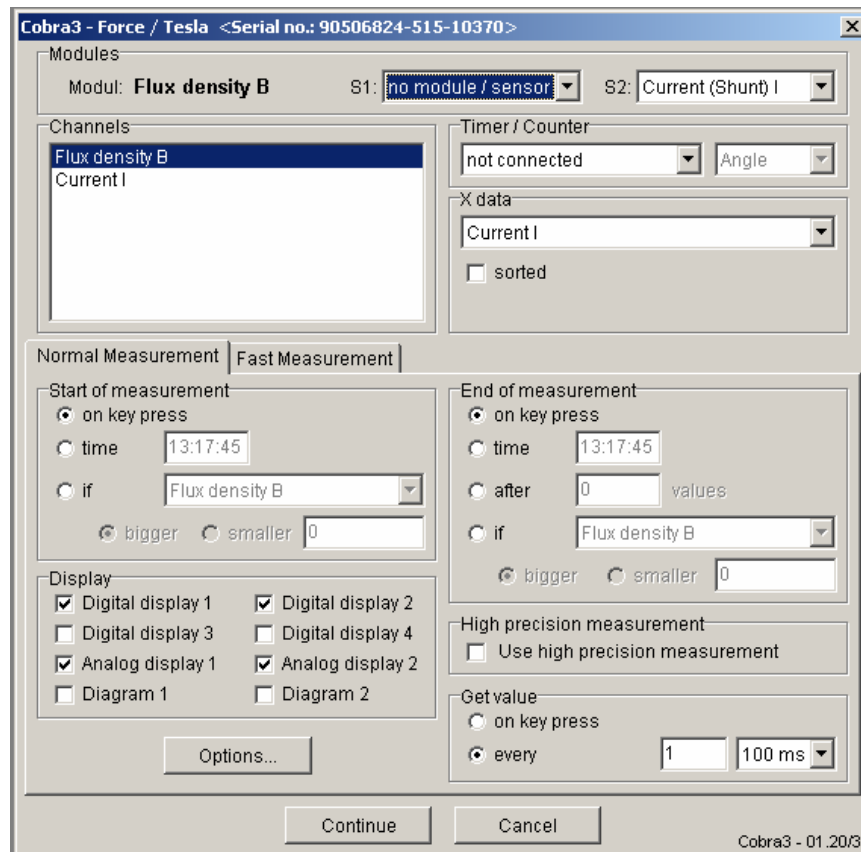 Cobra3 - Force / Tesla <Serial no.: 90506824-515-10370>
Modules
Modul: Flux density B S1: no module / sensor S2: Current (Shunt) I
Channels
Flux density B
Current I
Timer / Counter
not connected Angle
X data
Current I
sorted
Normal Measurement Fast Measurement
Start of measurement
on key press
time 13:17:45
if Flux density B
bigger smaller 0
Display
Digital display 1 Digital display 2
Digital display 3 Digital display 4
Analog display 1 Analog display 2
Diagram 1 Diagram 2
Options...
End of measurement
on key press
time 13:17:45
after 0 values
if Flux density B
bigger smaller 0
High precision measurement
Use high precision measurement
Get value
on key press
every 1 100 ms
Continue Cancel
Cobra3 - 01.20/3